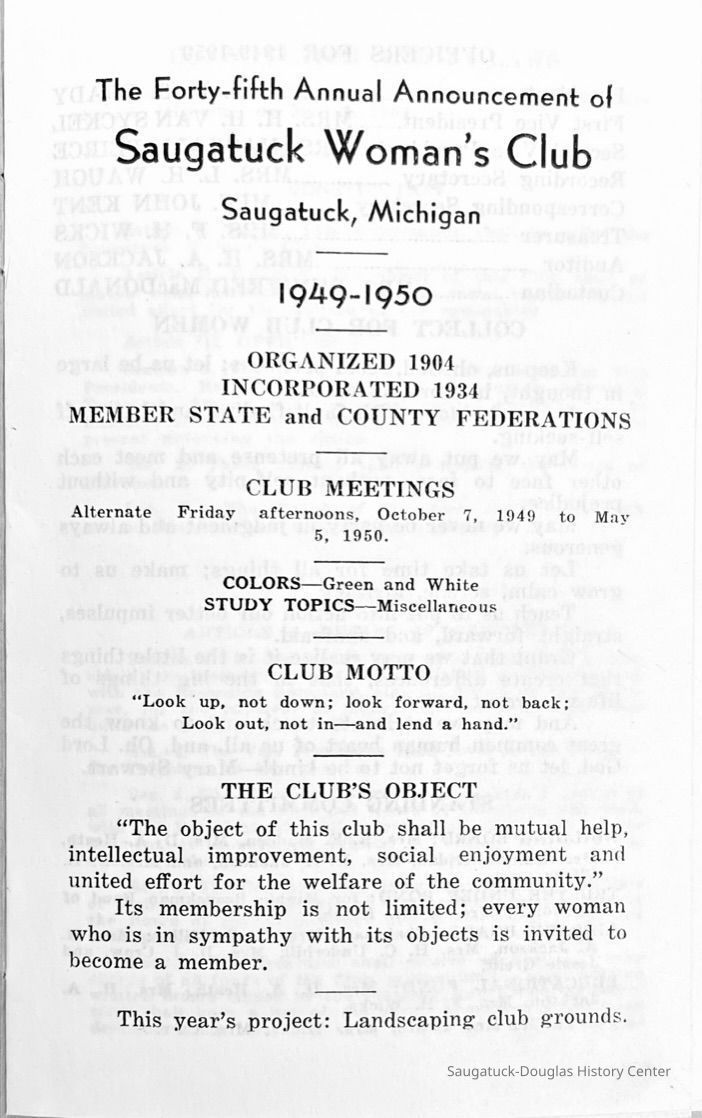 The Forty-fifth Annual Announcement of
Saugatuck Woman's Club
Saugatuck, Michigan
1949-1950
ORGANIZED 1904
INCORPORATED 1934
MEMBER STATE and COUNTY FEDERATIONS
CLUB MEETINGS
Alternate Friday afternoons, October 7, 1949 to May
5, 1950.
COLORS—Green and White
STUDY TOPICS—Miscellaneous
CLUB MOTTO
"Look up, not down; look forward, not back;
Look out, not in—and lend a hand."
THE CLUB'S OBJECT
"The object of this club shall be mutual help,
intellectual improvement, social enjoyment and
united effort for the welfare of the community."
Its membership is not limited; every woman
who is in sympathy with its objects is invited to
become a member.
This year's project: Landscaping club grounds.
Saugatuck-Douglas History Center